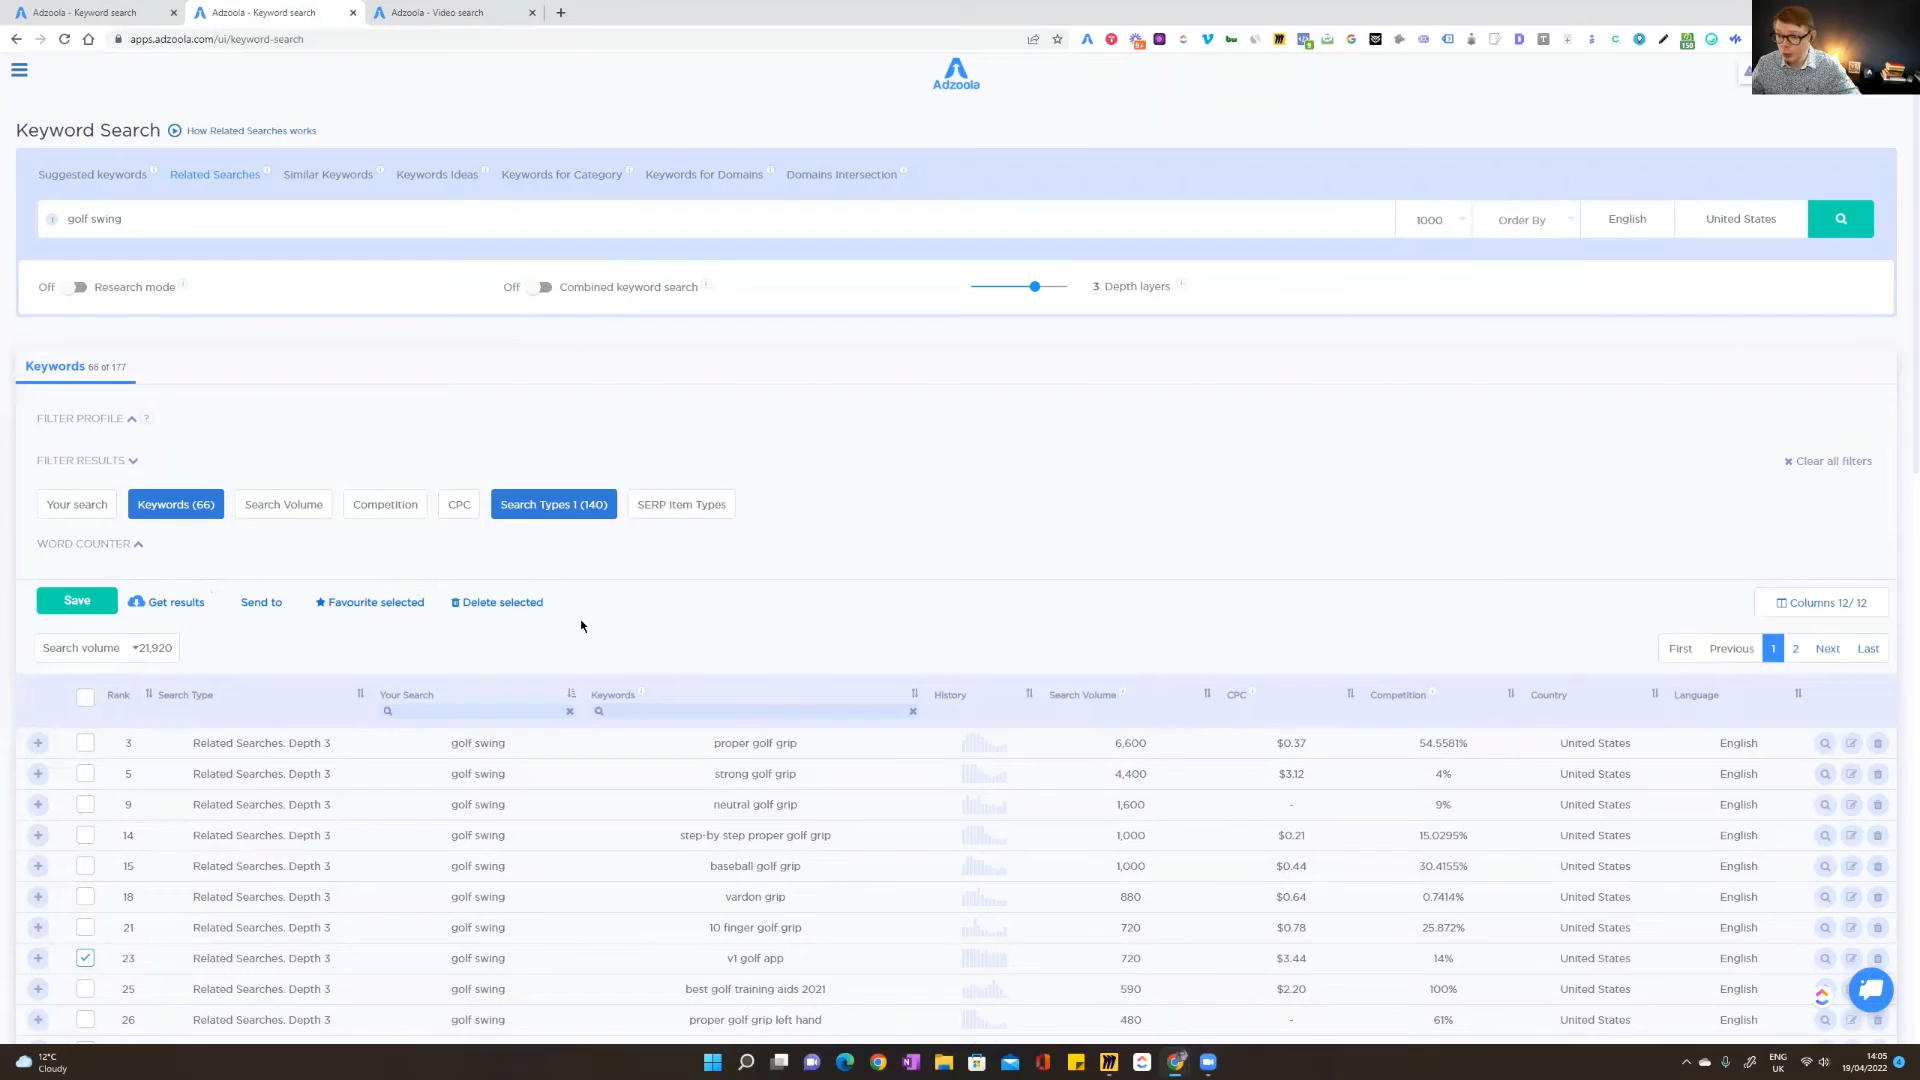 Adzoola - Keyword search
Adzoola - Keyword search
Adzoola - Video search
apps.adzoola.com/ui/keyword-search
Adzoola
Keyword Search How Related Searches works
Suggested keywords Related Searches Similar Keywords Keywords Ideas Keywords for Category Keywords for Domains Domains Intersection
golf swing 1000 Order By English United States
Off Research mode Off Combined keyword search 3 Depth layers
Keywords 66 of 177
FILTER PROFILE ?
FILTER RESULTS Clear all filters
Your search Keywords (66) Search Volume Competition CPC Search Types 1 (140) SERP Item Types
WORD COUNTER
Save Get results Send to Favourite selected Delete selected Columns 12/ 12
Search volume 21,920 First Previous 1 2 Next Last
Rank Search Type Your Search Keywords History Search Volume CPC Competition Country Language
3 Related Searches. Depth 3 golf swing proper golf grip 6,600 $0.37 54.5581% United States English
5 Related Searches. Depth 3 golf swing strong golf grip 4,400 $3.12 4% United States English
9 Related Searches. Depth 3 golf swing neutral golf grip 1,600 - 9% United States English
14 Related Searches. Depth 3 golf swing step-by step proper golf grip 1,000 $0.21 15.0295% United States English
15 Related Searches. Depth 3 golf swing baseball golf grip 1,000 $0.44 30.4155% United States English
18 Related Searches. Depth 3 golf swing vardon grip 880 $0.64 0.7414% United States English
21 Related Searches. Depth 3 golf swing 10 finger golf grip 720 $0.78 25.872% United States English
23 Related Searches. Depth 3 golf swing v1 golf app 720 $3.44 14% United States English
25 Related Searches. Depth 3 golf swing best golf training aids 2021 590 $2.20 100% United States English
26 Related Searches. Depth 3 golf swing proper golf grip left hand 480 - 61% United States English
12°C
Cloudy
ENG
UK
14:05
19/04/2022